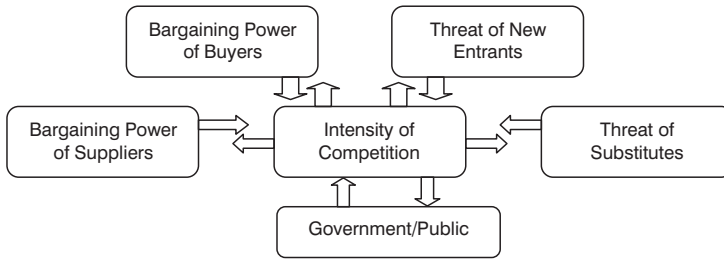 Bargaining Power
of Buyers
Threat of New
Entrants
Bargaining Power
of Suppliers
Intensity of
Competition
Threat of
Substitutes
Government/Public